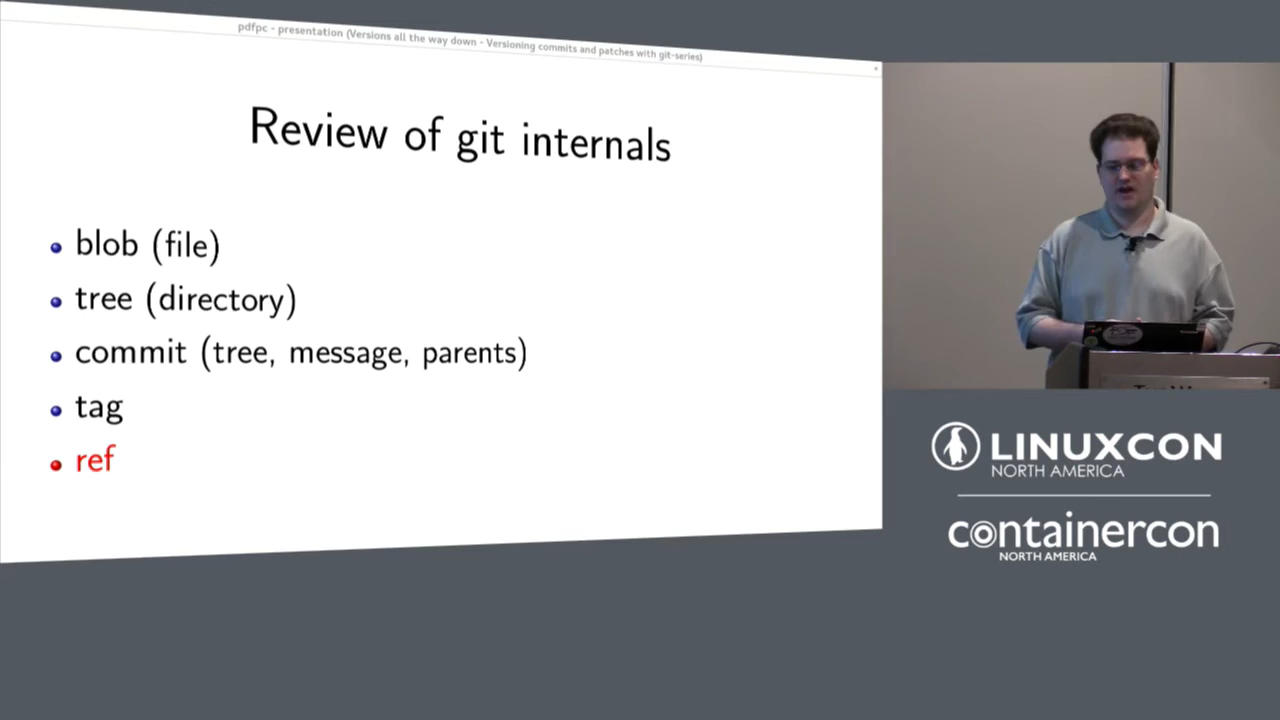 pdfpc - presentation (Versions all the way down - Versioning commits and patches with git-series)
Review of git internals
blob (file)
tree (directory)
commit (tree, message, parents)
tag
ref
LINUXCON
NORTH AMERICA
containercon
NORTH AMERICA